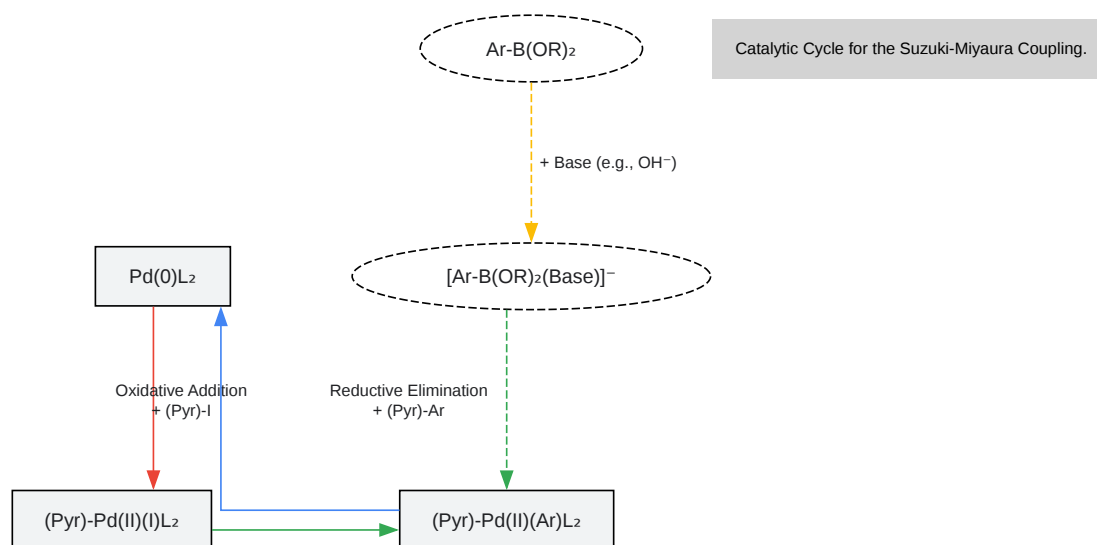 Ar-B(OR)₂
Catalytic Cycle for the Suzuki-Miyaura Coupling.
+ Base (e.g., OH⁻)
Pd(0)L₂
[Ar-B(OR)₂(Base)]⁻
Oxidative Addition
+ (Pyr)-I
Reductive Elimination
+ (Pyr)-Ar
(Pyr)-Pd(II)(I)L₂
(Pyr)-Pd(II)(Ar)L₂